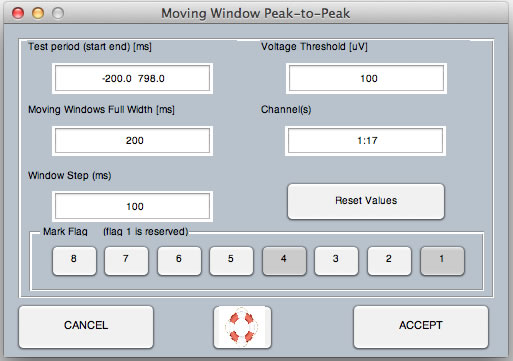 Moving Window Peak-to-Peak
Test period (start end) [ms]
Voltage Threshold [uV]
-200.0 798.0
100
Moving Windows Full Width [ms]
Channel(s)
200
1:17
Window Step (ms)
100
Reset Values
Mark Flag (flag 1 is reserved)
8 7 6 5 4 3 2 1
CANCEL
ACCEPT